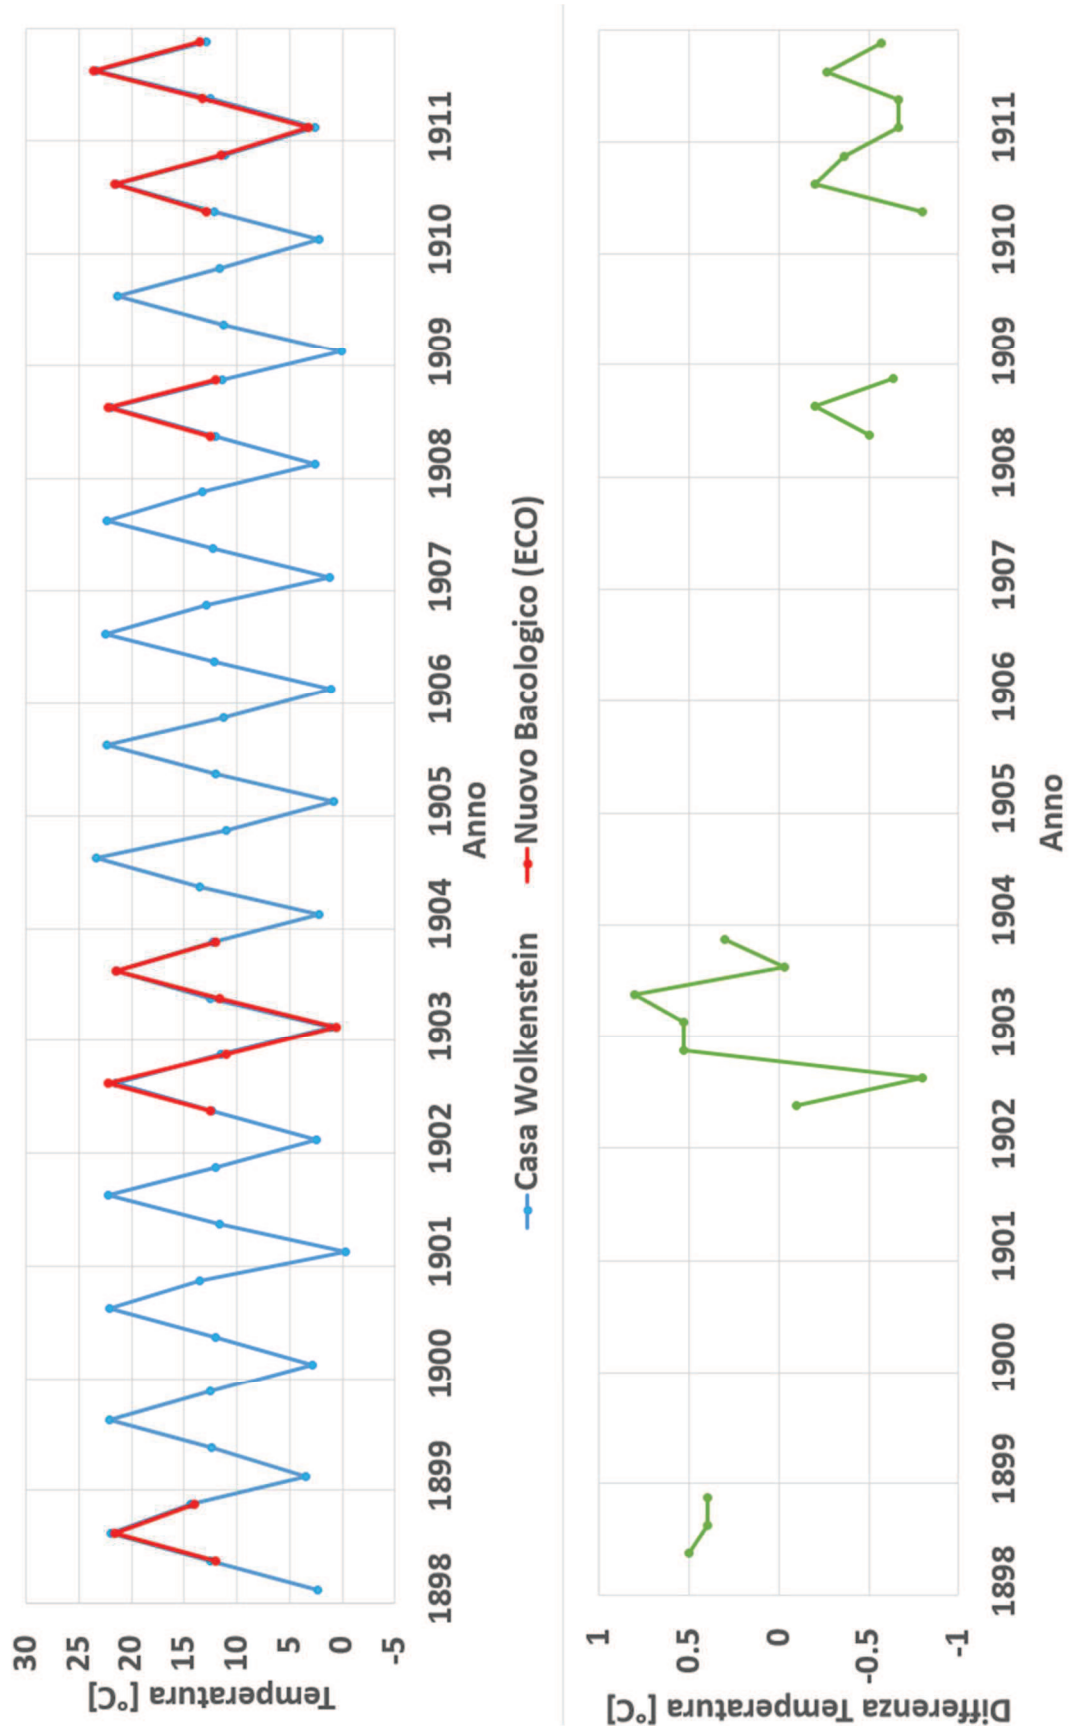 Temperatura [°C]
30
25
20
15
10
5
0
-5
1898 1899 1900 1901 1902 1903 1904 1905 1906 1907 1908 1909 1910 1911
Anno
Casa Wolkenstein Nuovo Bacologico (ECO)
Differenza Temperatura [°C]
1
0.5
0
-0.5
-1
1898 1899 1900 1901 1902 1903 1904 1905 1906 1907 1908 1909 1910 1911
Anno